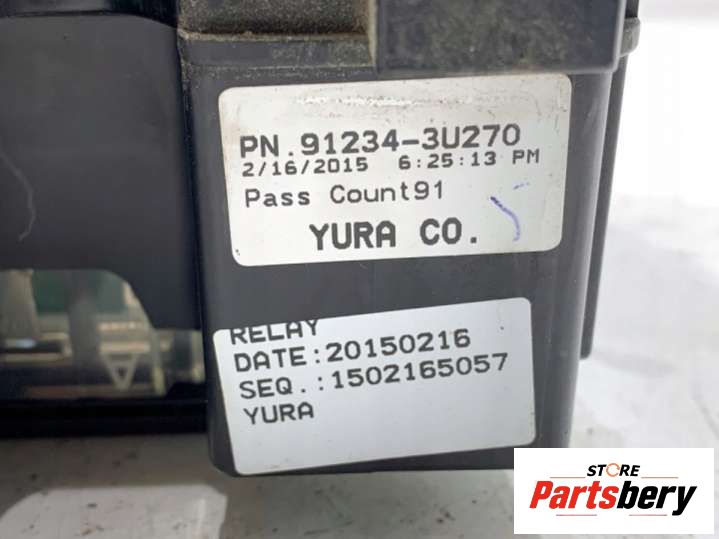 PN.91234-3U270
2/16/2015 6:25:13 PM
Pass Count91
YURA CO.
RELAY
DATE:20150216
SEQ.:1502165057
YURA
STORE
Partsbery